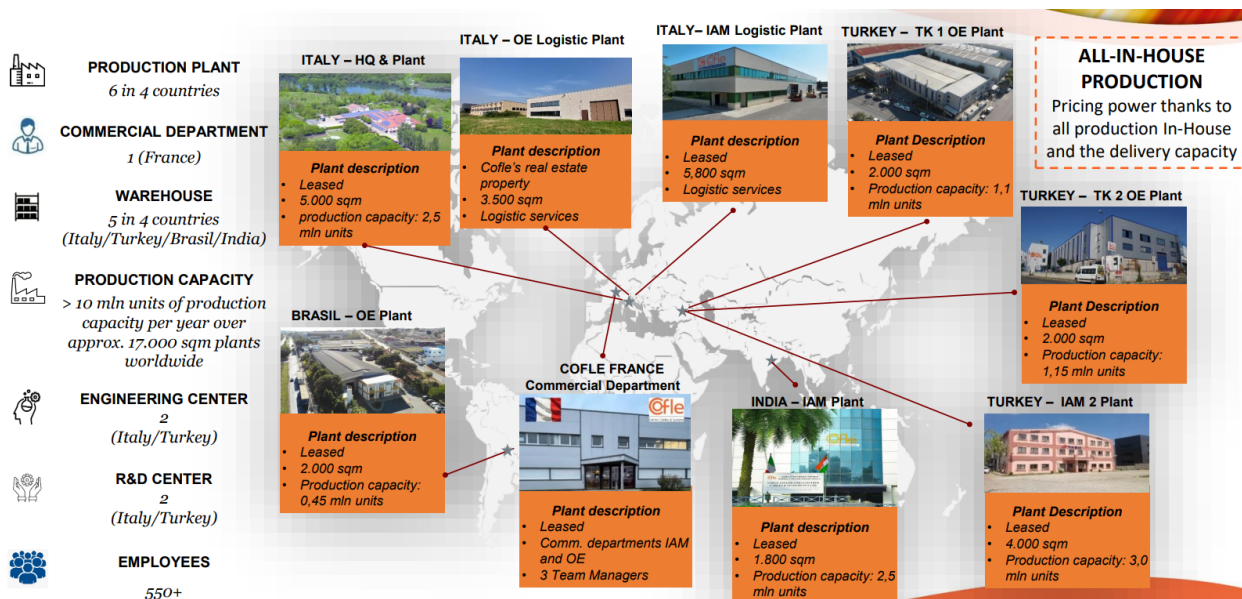 PRODUCTION PLANT
6 in 4 countries
COMMERCIAL DEPARTMENT
1 (France)
WAREHOUSE
5 in 4 countries
(Italy/Turkey/Brasil/India)
PRODUCTION CAPACITY
> 10 mln units of production
capacity per year over
approx. 17.000 sqm plants
worldwide
ENGINEERING CENTER
2
(Italy/Turkey)
R&D CENTER
2
(Italy/Turkey)
EMPLOYEES
550+
ITALY – HQ & Plant
Plant description
• Leased
• 5.000 sqm
• production capacity: 2,5
mln units
ITALY – OE Logistic Plant
Plant description
• Cofle's real estate
property
• 3.500 sqm
• Logistic services
ITALY– IAM Logistic Plant
Cofle
Plant description
• Leased
• 5,800 sqm
• Logistic services
TURKEY – TK 1 OE Plant
Plant description
• Leased
• 2.000 sqm
• Production capacity: 1,1
mln units
ALL-IN-HOUSE
PRODUCTION
Pricing power thanks to
all production In-House
and the delivery capacity
TURKEY – TK 2 OE Plant
Plant Description
• Leased
• 2.000 sqm
• Production capacity:
1,15 mln units
BRASIL – OE Plant
Plant description
• Leased
• 2.000 sqm
• Production capacity:
0,45 mln units
COFLE FRANCE
Commercial Department
Cofle
Plant description
• Leased
• Comm. departments IAM
and OE
• 3 Team Managers
INDIA – IAM Plant
Cofle
Plant description
• Leased
• 1.800 sqm
• Production capacity: 2,5
mln units
TURKEY – IAM 2 Plant
Plant Description
• Leased
• 4.000 sqm
• Production capacity: 3,0
mln units